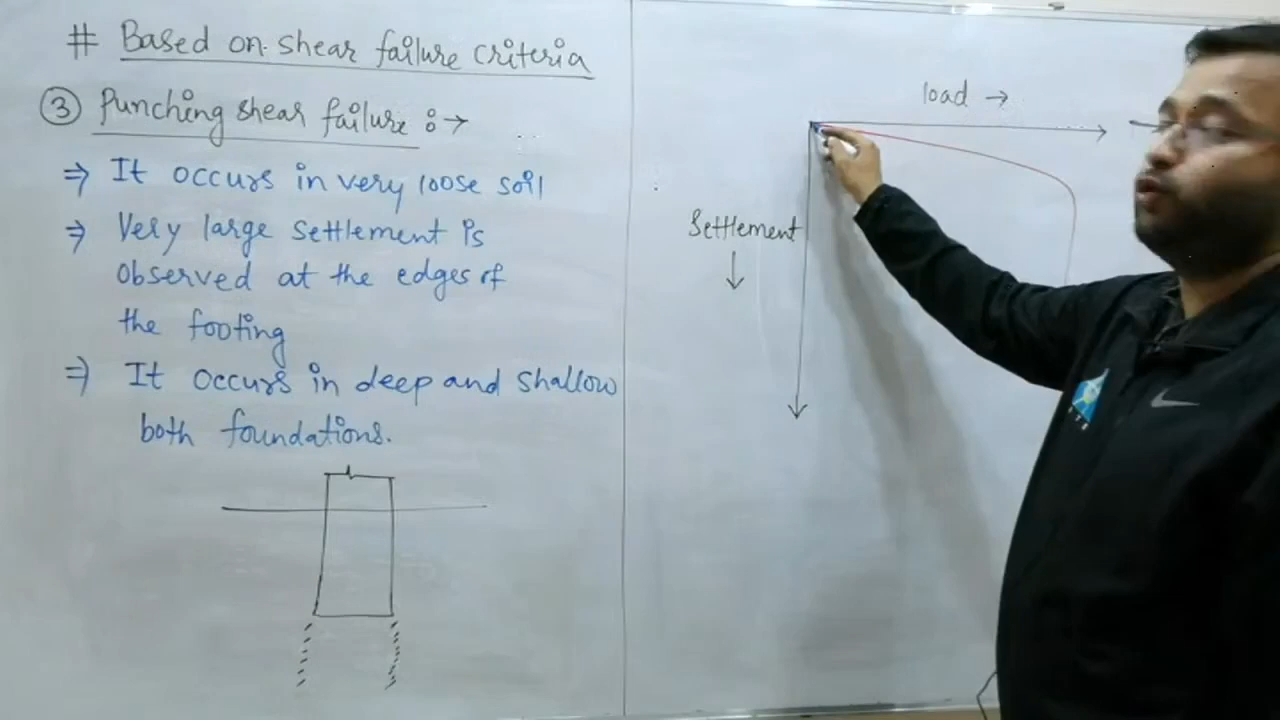 # Based on shear failure criteria
③ Punching shear failure :→
⇒ It occurs in very loose soil
⇒ Very large settlement is
observed at the edges of
the footing
⇒ It occurs in deep and shallow
both foundations.
load →
Settlement
↓